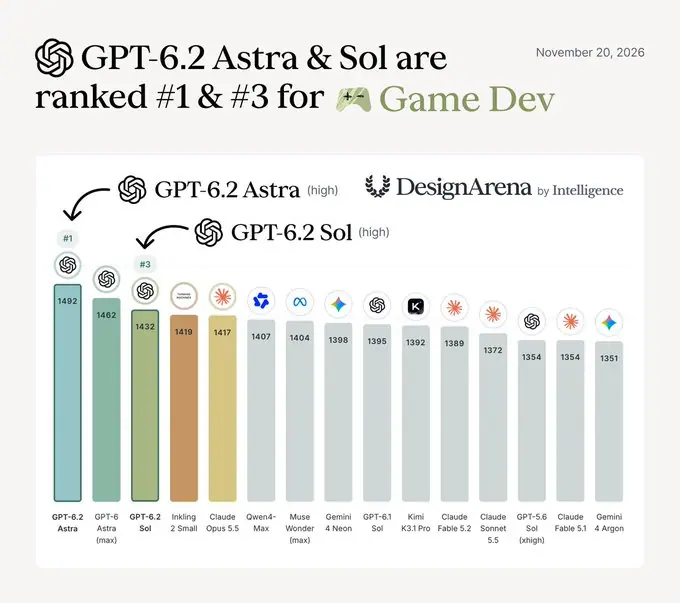 GPT-6.2 Astra & Sol are
ranked #1 & #3 for Game Dev
November 20, 2026
GPT-6.2 Astra (high)
DesignArena by Intelligence
GPT-6.2 Sol (high)
#1
#3
1492
1462
1432
1419
1417
1407
1404
1398
1395
1392
1389
1372
1354
1354
1351
GPT-6.2 Astra
GPT-6 Astra (max)
GPT-6.2 Sol
Inkling 2 Small
Claude Opus 5.5
Qwen4-Max
Muse Wonder (max)
Gemini 4 Neon
GPT-6.1 Sol
Kimi K3.1 Pro
Claude Fable 5.2
Claude Sonnet 5.5
GPT-5.6 Sol (xhigh)
Claude Fable 5.1
Gemini 4 Argon